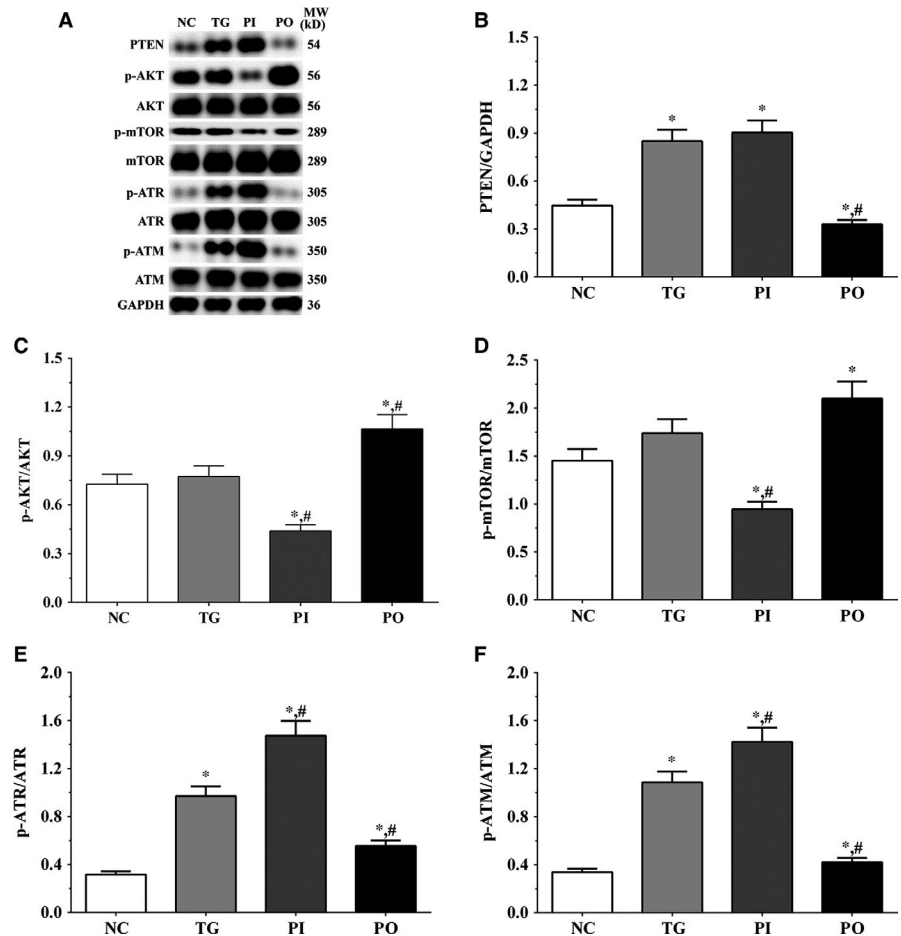 A
NC TG PI PO MW (kD)
PTEN 54
p-AKT 56
AKT 56
p-mTOR 289
mTOR 289
p-ATR 305
ATR 305
p-ATM 350
ATM 350
GAPDH 36
B
PTEN/GAPDH
1.5
1.2
0.9
0.6
0.3
0.0
*
*
*,#
NC TG PI PO
C
p-AKT/AKT
1.5
1.2
0.9
0.6
0.3
0.0
*,#
*,#
NC TG PI PO
D
p-mTOR/mTOR
2.5
2.0
1.5
1.0
0.5
0.0
*,#
*
NC TG PI PO
E
p-ATR/ATR
2.0
1.6
1.2
0.8
0.4
0.0
*
*,#
*,#
NC TG PI PO
F
p-ATM/ATM
2.0
1.6
1.2
0.8
0.4
0.0
*
*,#
*,#
NC TG PI PO